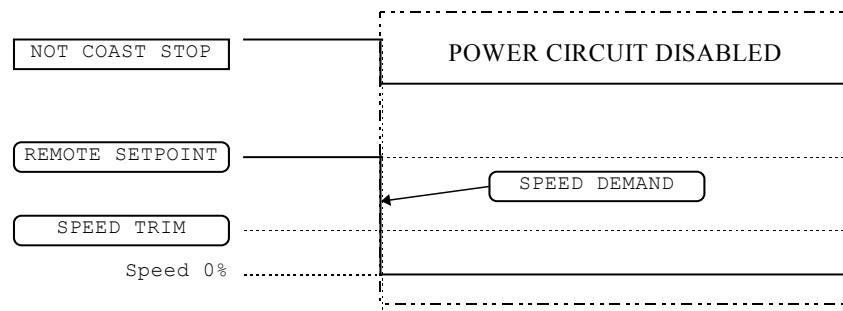 NOT COAST STOP
POWER CIRCUIT DISABLED
REMOTE SETPOINT
SPEED DEMAND
SPEED TRIM
Speed 0%